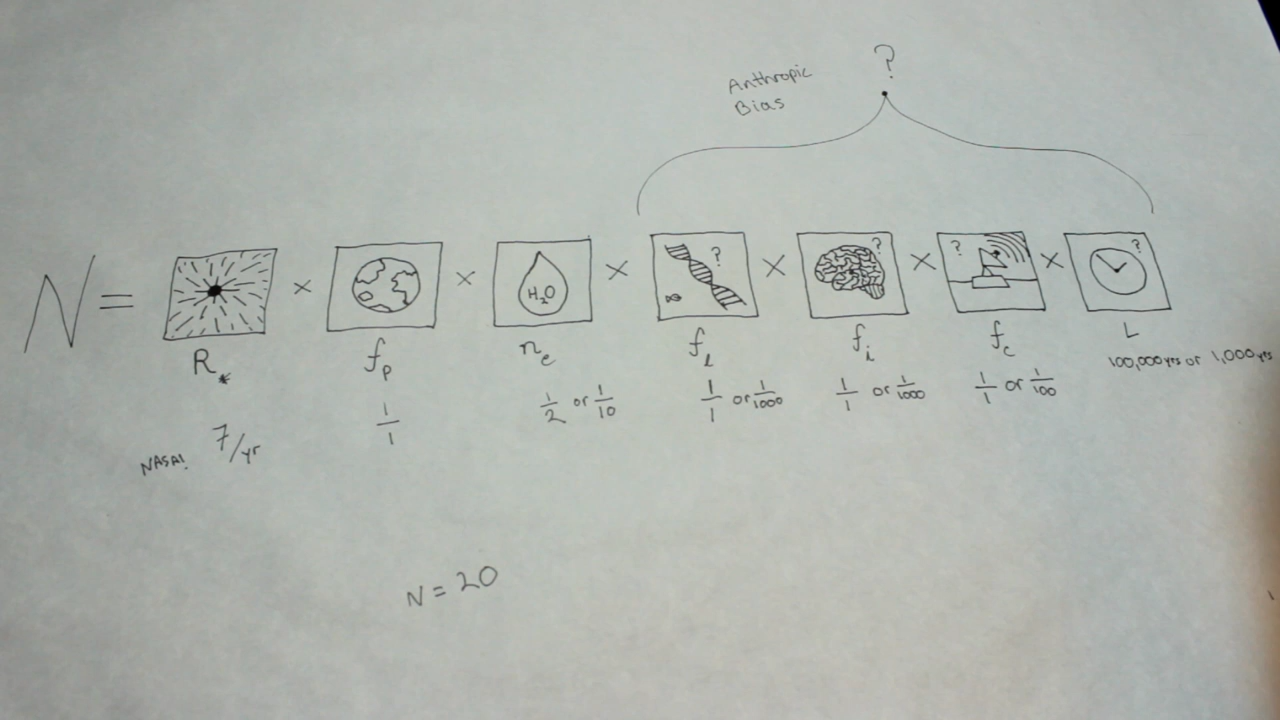 ?
Anthropic
Bias
N = × × H₂O × ? × ? × ? × ?
R* fp ne fl fi fc L
NASA! 7/yr 1/1 1/2 or 1/10 1/1 or 1/1000 1/1 or 1/1000 1/1 or 1/100 100,000 yrs or 1,000 yrs
N = 20